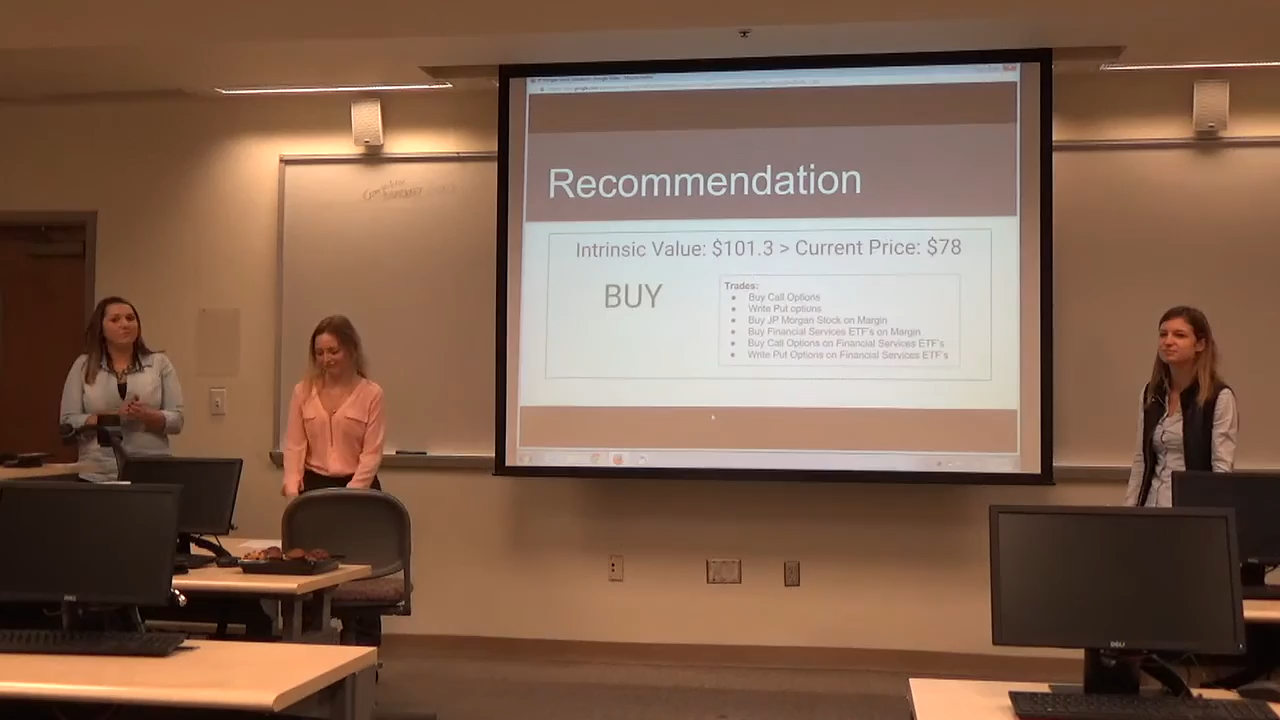 Recommendation
Intrinsic Value: $101.3 > Current Price: $78
BUY
Trades:
● Buy Call Options
● Write Put options
● Buy JP Morgan Stock on Margin
● Buy Financial Services ETF's on Margin
● Buy Call Options on Financial Services ETF's
● Write Put Options on Financial Services ETF's
DELL